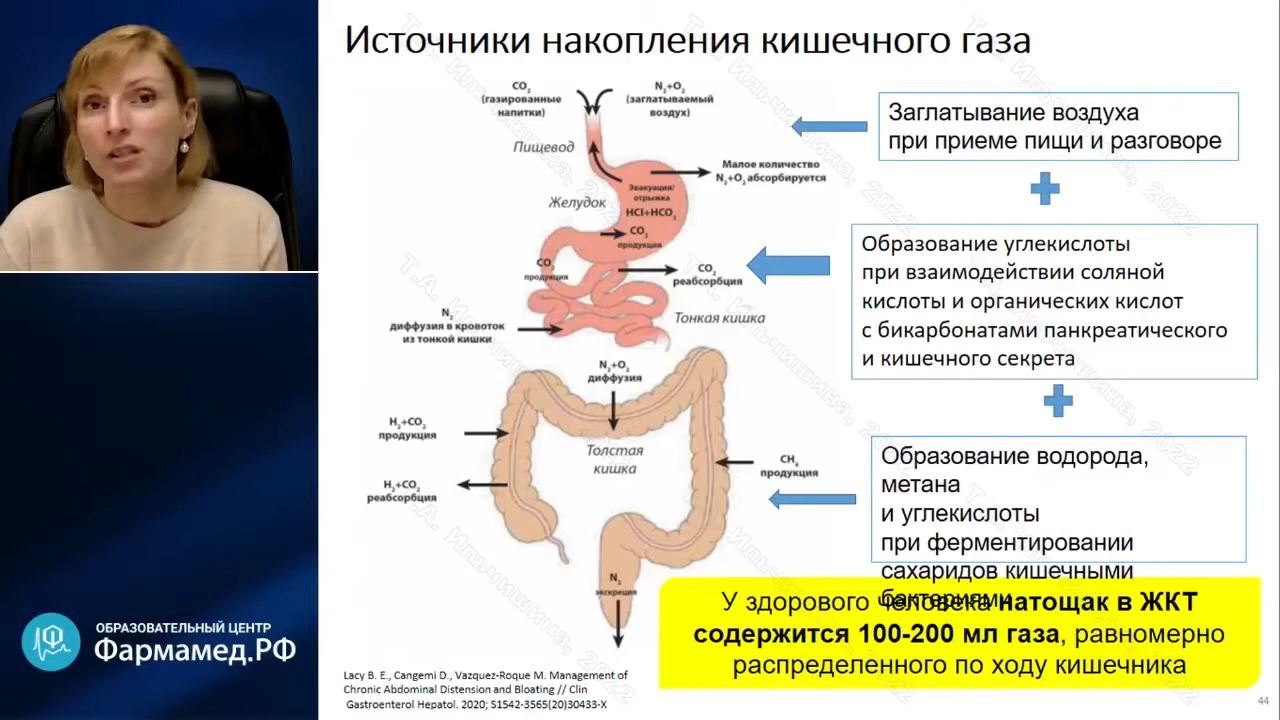 Источники накопления кишечного газа
CO2
(газированные
напитки)
N2+O2
(заглатываемый
воздух)
Пищевод
Малое количество
N2+O2 абсорбируется
Эвакуация/
отрыжка
Желудок
HCl+HCO3
CO2
продукция
CO2
продукция
CO2
реабсорбция
N2
диффузия в кровоток
из тонкой кишки
Тонкая кишка
N2+O2
диффузия
H2+CO2
продукция
Толстая
кишка
CH4
продукция
H2+CO2
реабсорбция
N2
экскреция
Заглатывание воздуха
при приеме пищи и разговоре
Образование углекислоты
при взаимодействии соляной
кислоты и органических кислот
с бикарбонатами панкреатического
и кишечного секрета
Образование водорода,
метана
и углекислоты
при ферментировании
сахаридов кишечными
бактериями
У здорового человека натощак в ЖКТ
содержится 100-200 мл газа, равномерно
распределенного по ходу кишечника
Lacy B. E., Cangemi D., Vazquez-Roque M. Management of
Chronic Abdominal Distension and Bloating // Clin
Gastroenterol Hepatol. 2020; S1542-3565(20)30433-X
44
ОБРАЗОВАТЕЛЬНЫЙ ЦЕНТР
Фармамед.РФ
Т.А. Ильчишина, 2022